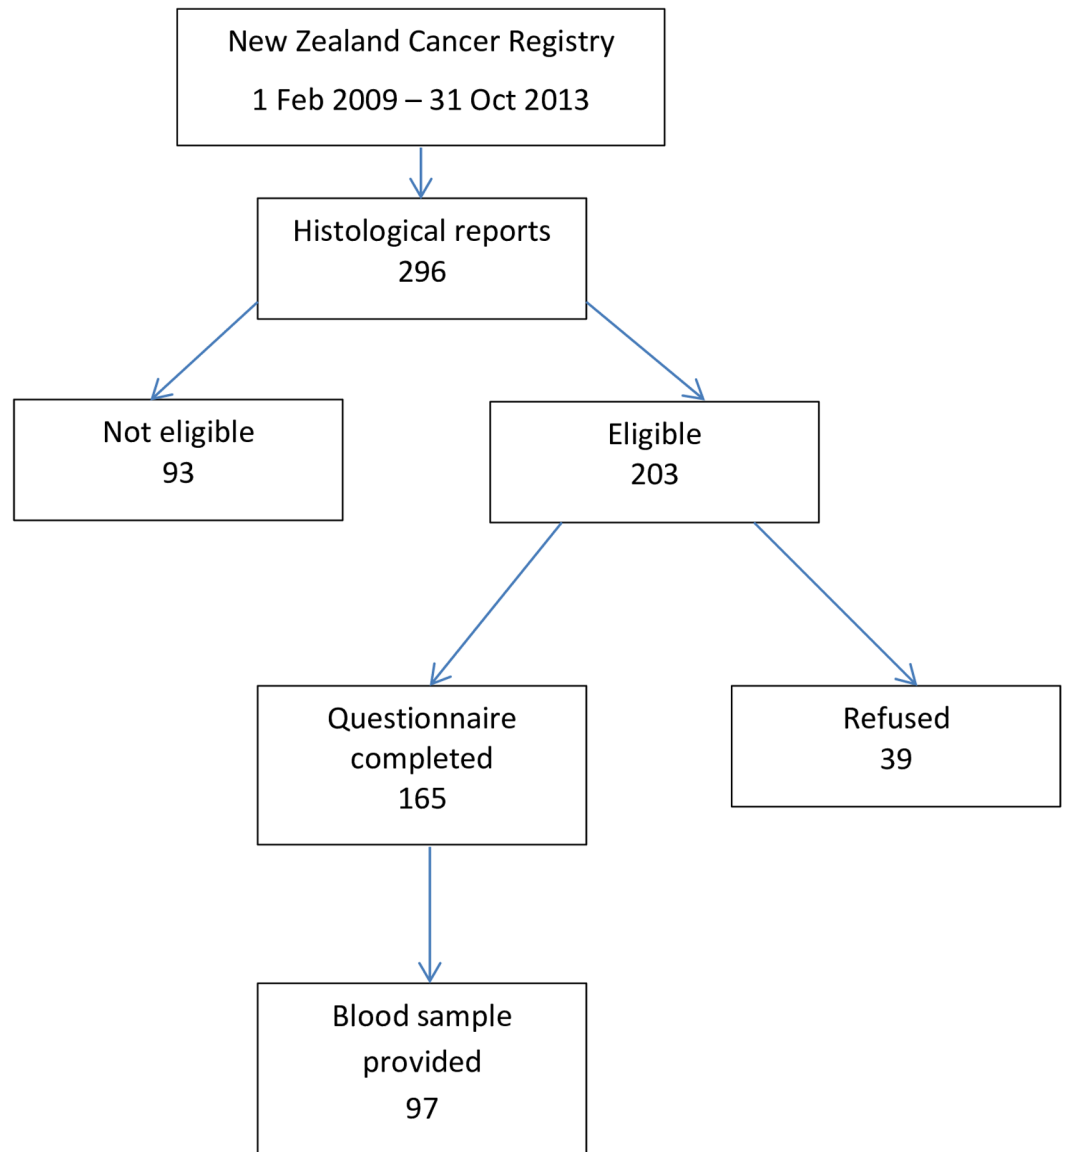 New Zealand Cancer Registry
1 Feb 2009 – 31 Oct 2013
Histological reports
296
Not eligible
93
Eligible
203
Questionnaire
completed
165
Refused
39
Blood sample
provided
97